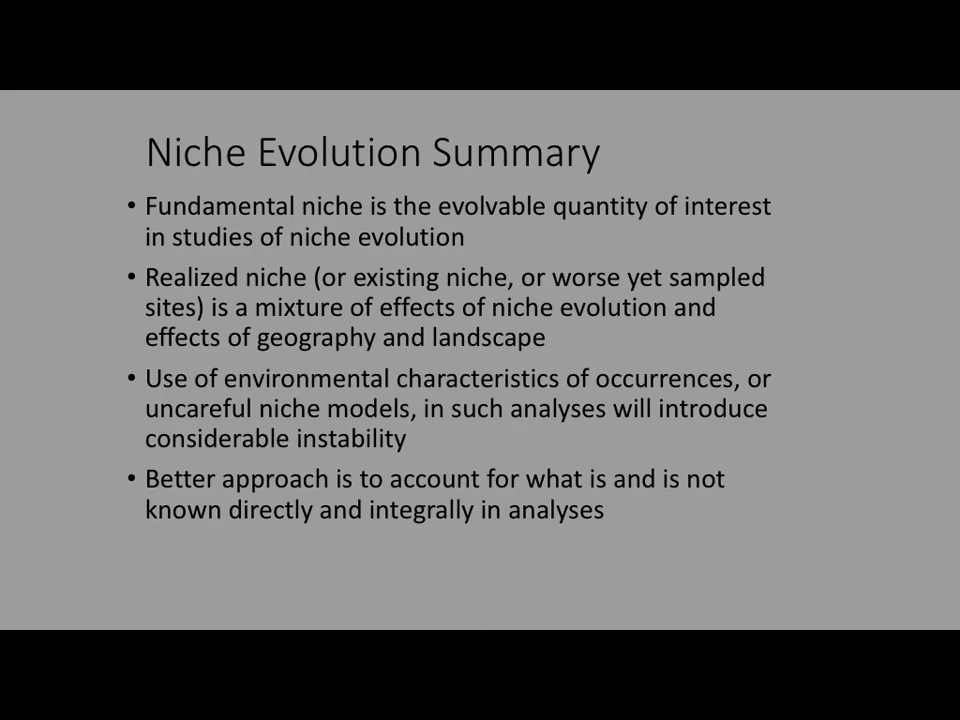 Niche Evolution Summary
• Fundamental niche is the evolvable quantity of interest
in studies of niche evolution
• Realized niche (or existing niche, or worse yet sampled
sites) is a mixture of effects of niche evolution and
effects of geography and landscape
• Use of environmental characteristics of occurrences, or
uncareful niche models, in such analyses will introduce
considerable instability
• Better approach is to account for what is and is not
known directly and integrally in analyses